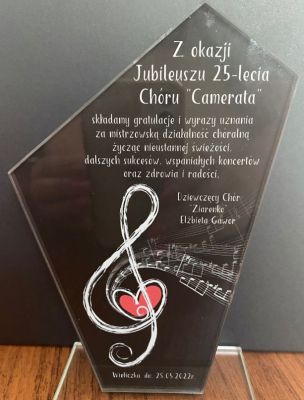 Z okazji
Jubileuszu 25-lecia
Chóru "Camerata"
składamy gratulacje i wyrazy uznania
za mistrzowską działalność chóralną
życząc nieustannej świeżości,
dalszych sukcesów, wspaniałych koncertów
oraz zdrowia i radości.
Dziewczęcy Chór
"Ziarenko"
Elżbieta Gawor
Wieliczka dn. 25.05.2022r.